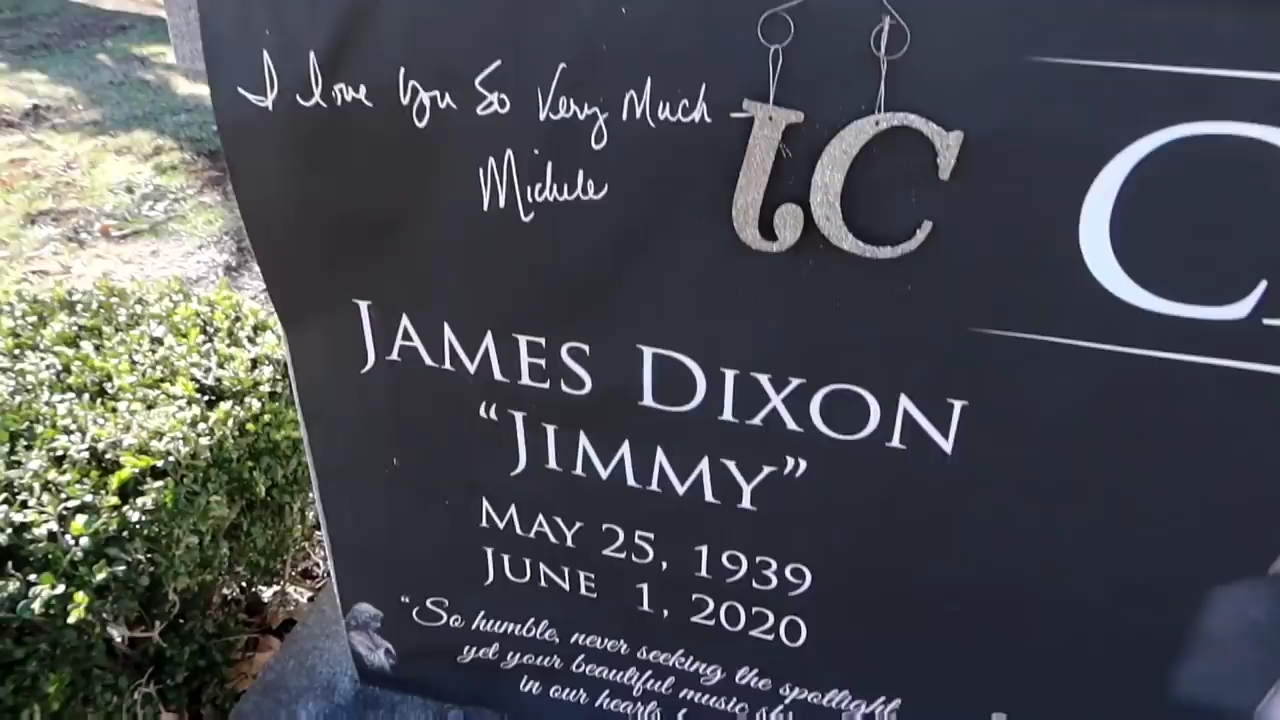 I love you So Very Much -
Michele
JC
C
JAMES DIXON
"JIMMY"
MAY 25, 1939
JUNE 1, 2020
"So humble, never seeking the spotlight
yet your beautiful music
in our hearts